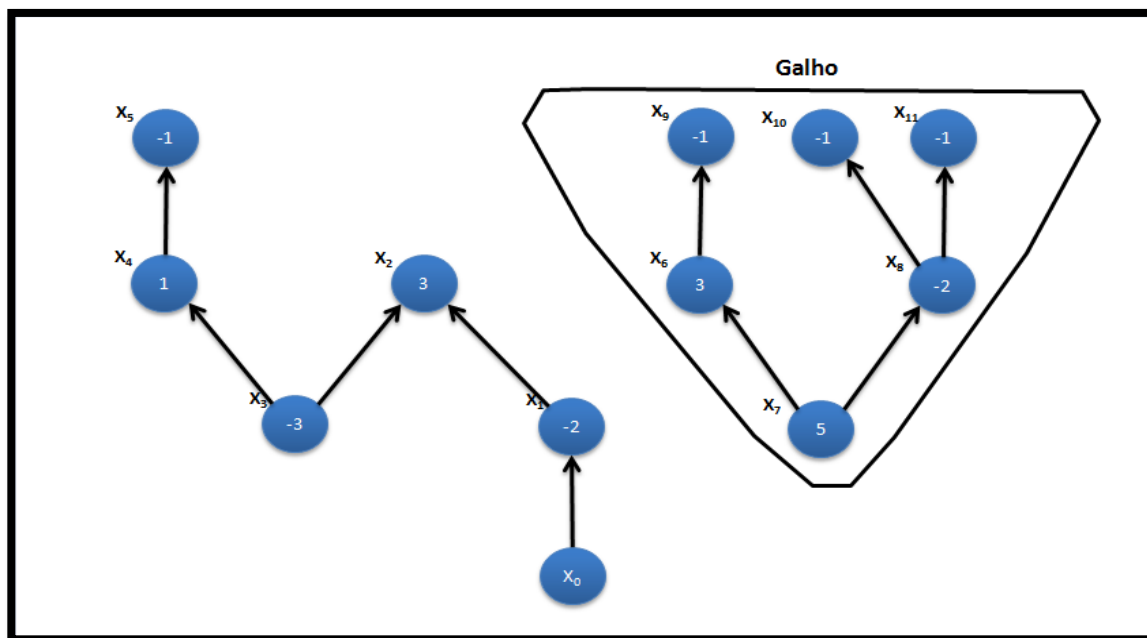 Galho
X₅
-1
X₉
-1
X₁₀
-1
X₁₁
-1
X₄
1
X₂
3
X₆
3
X₈
-2
X₃
-3
X₁
-2
X₇
5
X₀